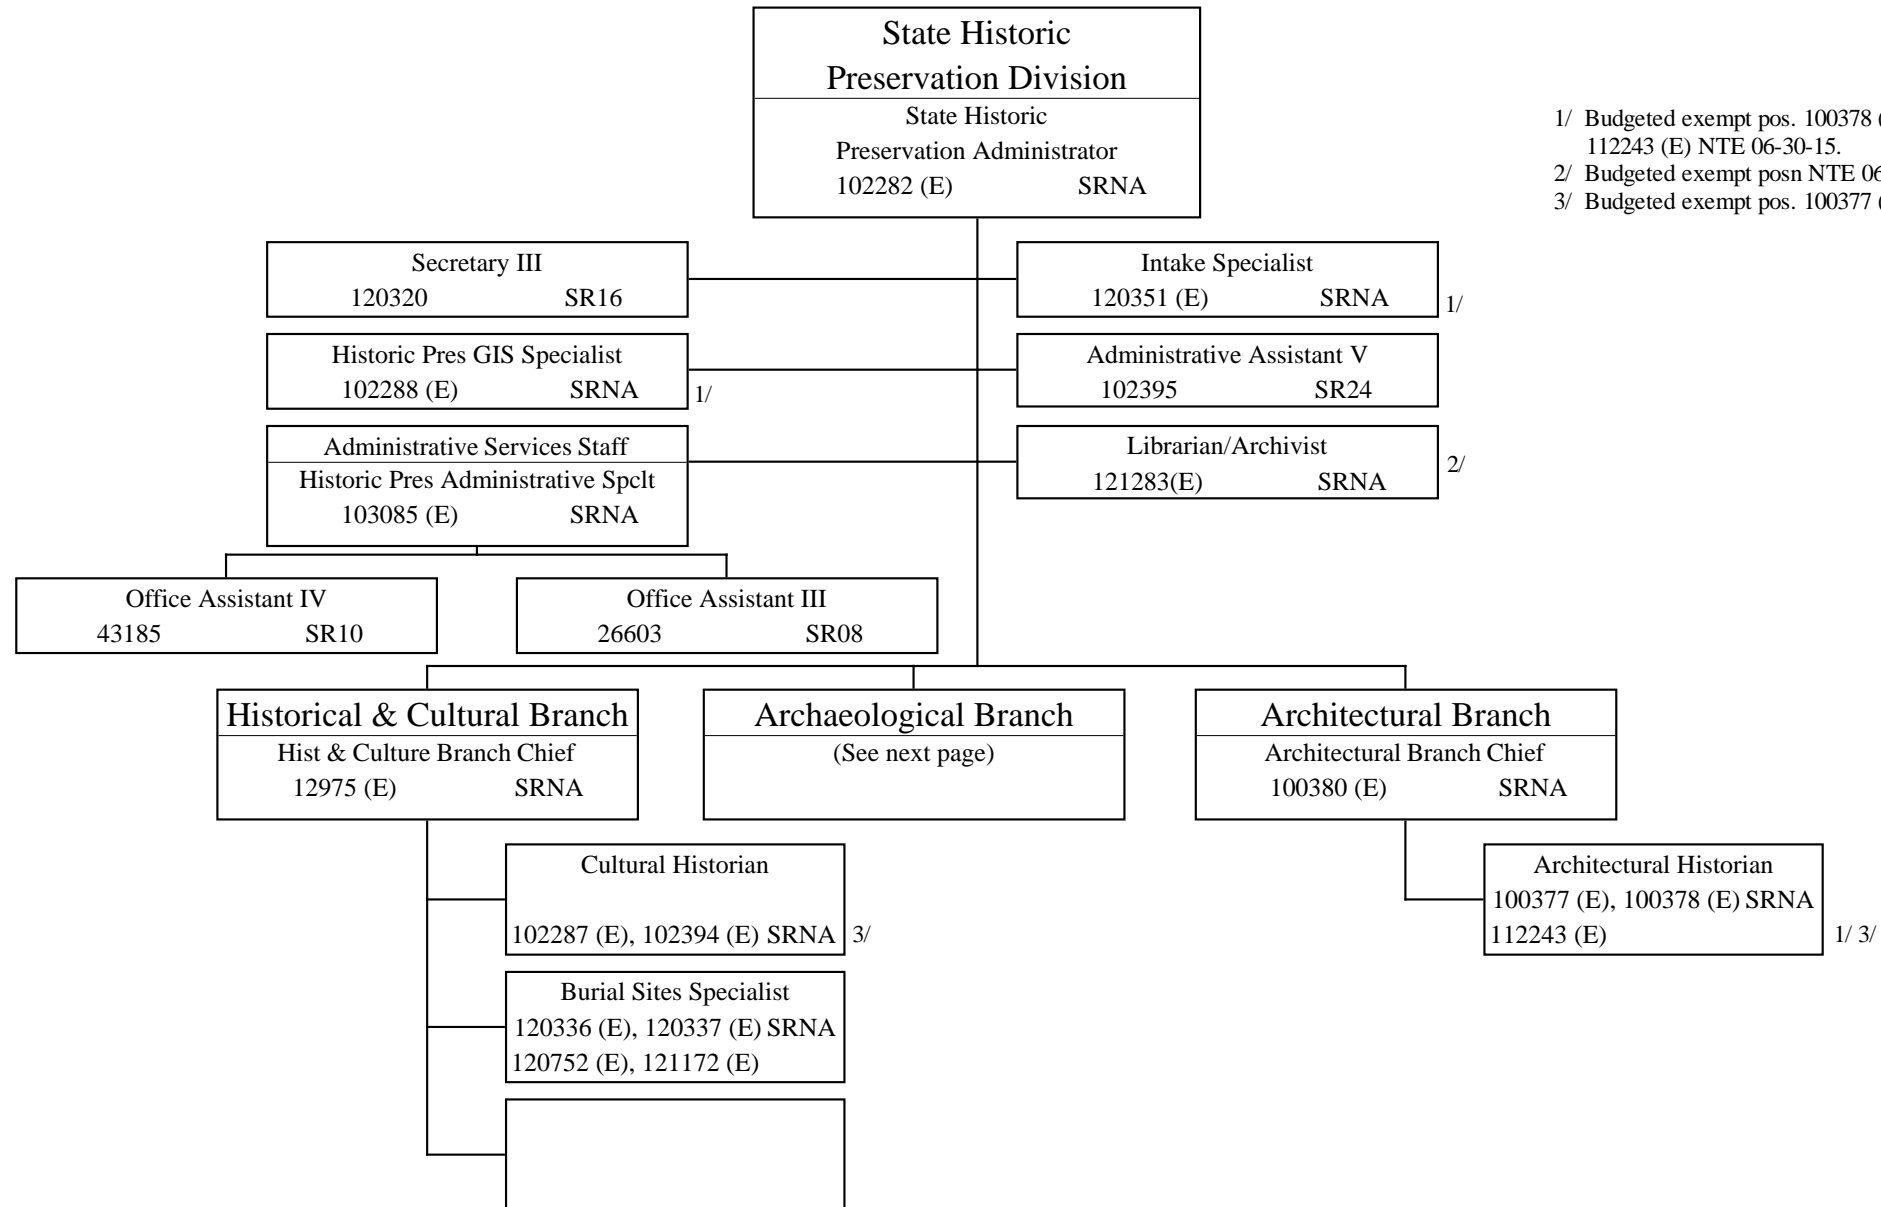 State Historic
Preservation Division
State Historic
Preservation Administrator
102282 (E) SRNA
1/ Budgeted exempt pos. 100378 (
112243 (E) NTE 06-30-15.
2/ Budgeted exempt posn NTE 06
3/ Budgeted exempt pos. 100377 (
Secretary III
120320 SR16
Intake Specialist
120351 (E) SRNA
1/
Historic Pres GIS Specialist
102288 (E) SRNA
1/
Administrative Assistant V
102395 SR24
Administrative Services Staff
Historic Pres Administrative Spclt
103085 (E) SRNA
Librarian/Archivist
121283(E) SRNA
2/
Office Assistant IV
43185 SR10
Office Assistant III
26603 SR08
Historical & Cultural Branch
Hist & Culture Branch Chief
12975 (E) SRNA
Archaeological Branch
(See next page)
Architectural Branch
Architectural Branch Chief
100380 (E) SRNA
Cultural Historian
102287 (E), 102394 (E) SRNA
3/
Architectural Historian
100377 (E), 100378 (E) SRNA
112243 (E)
1/ 3/
Burial Sites Specialist
120336 (E), 120337 (E) SRNA
120752 (E), 121172 (E)